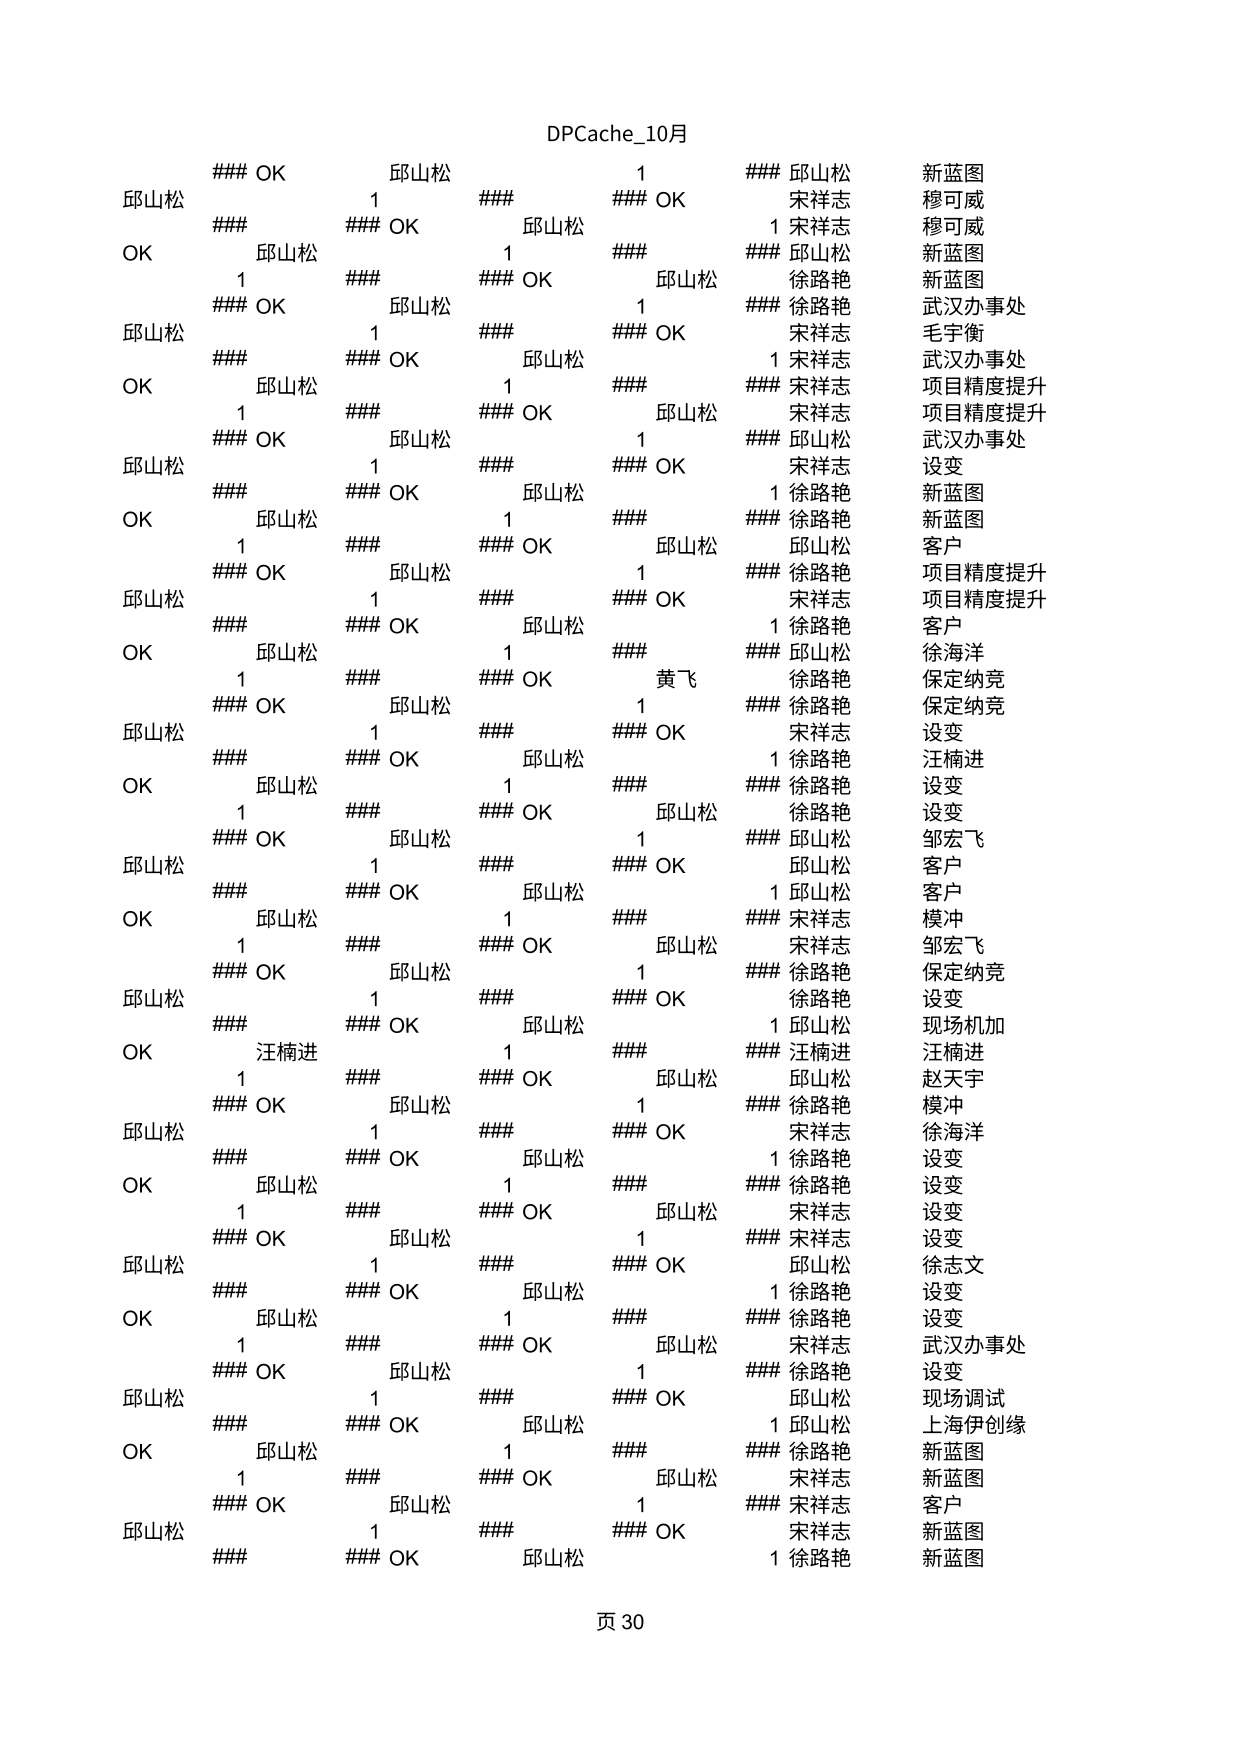 DPCache_10月
### OK 邱山松 1 ### 邱山松 新蓝图
邱山松 1 ### ### OK 宋祥志 穆可威
### ### OK 邱山松 1 宋祥志 穆可威
OK 邱山松 1 ### ### 邱山松 新蓝图
1 ### ### OK 邱山松 徐路艳 新蓝图
### OK 邱山松 1 ### 徐路艳 武汉办事处
邱山松 1 ### ### OK 宋祥志 毛宇衡
### ### OK 邱山松 1 宋祥志 武汉办事处
OK 邱山松 1 ### ### 宋祥志 项目精度提升
1 ### ### OK 邱山松 宋祥志 项目精度提升
### OK 邱山松 1 ### 邱山松 武汉办事处
邱山松 1 ### ### OK 宋祥志 设变
### ### OK 邱山松 1 徐路艳 新蓝图
OK 邱山松 1 ### ### 徐路艳 新蓝图
1 ### ### OK 邱山松 邱山松 客户
### OK 邱山松 1 ### 徐路艳 项目精度提升
邱山松 1 ### ### OK 宋祥志 项目精度提升
### ### OK 邱山松 1 徐路艳 客户
OK 邱山松 1 ### ### 邱山松 徐海洋
1 ### ### OK 黄飞 徐路艳 保定纳竞
### OK 邱山松 1 ### 徐路艳 保定纳竞
邱山松 1 ### ### OK 宋祥志 设变
### ### OK 邱山松 1 徐路艳 汪楠进
OK 邱山松 1 ### ### 徐路艳 设变
1 ### ### OK 邱山松 徐路艳 设变
### OK 邱山松 1 ### 邱山松 邹宏飞
邱山松 1 ### ### OK 邱山松 客户
### ### OK 邱山松 1 邱山松 客户
OK 邱山松 1 ### ### 宋祥志 模冲
1 ### ### OK 邱山松 宋祥志 邹宏飞
### OK 邱山松 1 ### 徐路艳 保定纳竞
邱山松 1 ### ### OK 徐路艳 设变
### ### OK 邱山松 1 邱山松 现场机加
OK 汪楠进 1 ### ### 汪楠进 汪楠进
1 ### ### OK 邱山松 邱山松 赵天宇
### OK 邱山松 1 ### 徐路艳 模冲
邱山松 1 ### ### OK 宋祥志 徐海洋
### ### OK 邱山松 1 徐路艳 设变
OK 邱山松 1 ### ### 徐路艳 设变
1 ### ### OK 邱山松 宋祥志 设变
### OK 邱山松 1 ### 宋祥志 设变
邱山松 1 ### ### OK 邱山松 徐志文
### ### OK 邱山松 1 徐路艳 设变
OK 邱山松 1 ### ### 徐路艳 设变
1 ### ### OK 邱山松 宋祥志 武汉办事处
### OK 邱山松 1 ### 徐路艳 设变
邱山松 1 ### ### OK 邱山松 现场调试
### ### OK 邱山松 1 邱山松 上海伊创缘
OK 邱山松 1 ### ### 徐路艳 新蓝图
1 ### ### OK 邱山松 宋祥志 新蓝图
### OK 邱山松 1 ### 宋祥志 客户
邱山松 1 ### ### OK 宋祥志 新蓝图
### ### OK 邱山松 1 徐路艳 新蓝图
页 30